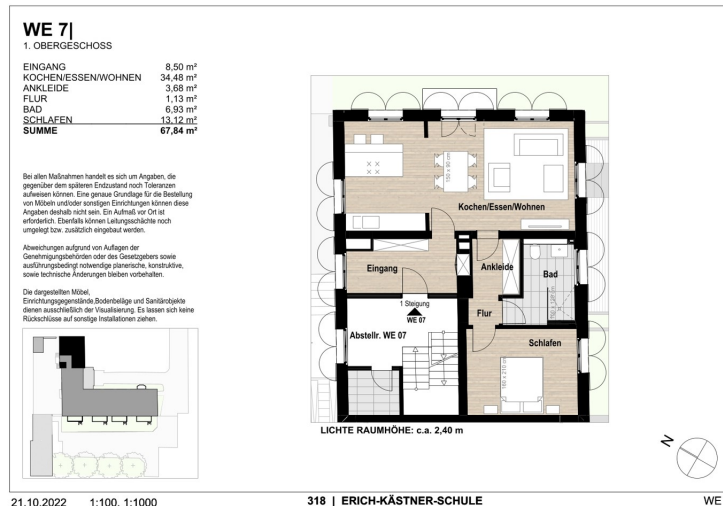 WE 7|
1. OBERGESCHOSS
EINGANG 8,50 m²
KOCHEN/ESSEN/WOHNEN 34,48 m²
ANKLEIDE 3,68 m²
FLUR 1,13 m²
BAD 6,93 m²
SCHLAFEN 13,12 m²
SUMME 67,84 m²
Bei allen Maßnahmen handelt es sich um Angaben, die
gegenüber dem späteren Endzustand noch Toleranzen
aufweisen können. Eine genaue Grundlage für die Bestellung
von Möbeln und/oder sonstigen Einrichtungen können diese
Angaben deshalb nicht sein. Ein Aufmaß vor Ort ist
erforderlich. Ebenfalls können Leitungsschächte noch
umgelegt bzw. zusätzlich eingebaut werden.
Abweichungen aufgrund von Auflagen der
Genehmigungsbehörden oder des Gesetzgebers sowie
ausführungsbedingt notwendige planerische, konstruktive,
sowie technische Änderungen bleiben vorbehalten.
Die dargestellten Möbel,
Einrichtungsgegenstände,Bodenbeläge und Sanitärobjekte
dienen ausschließlich der Visualisierung. Es lassen sich keine
Rückschlüsse auf sonstige Installationen ziehen.
150 x 90 cm
Kochen/Essen/Wohnen
Eingang
Ankleide
Bad
1 Steigung
WE 07
Flur
Abstellr. WE 07
Schlafen
160 x 210 cm
LICHTE RAUMHÖHE: c.a. 2,40 m
N
21.10.2022 1:100, 1:1000
318 | ERICH-KÄSTNER-SCHULE
WE